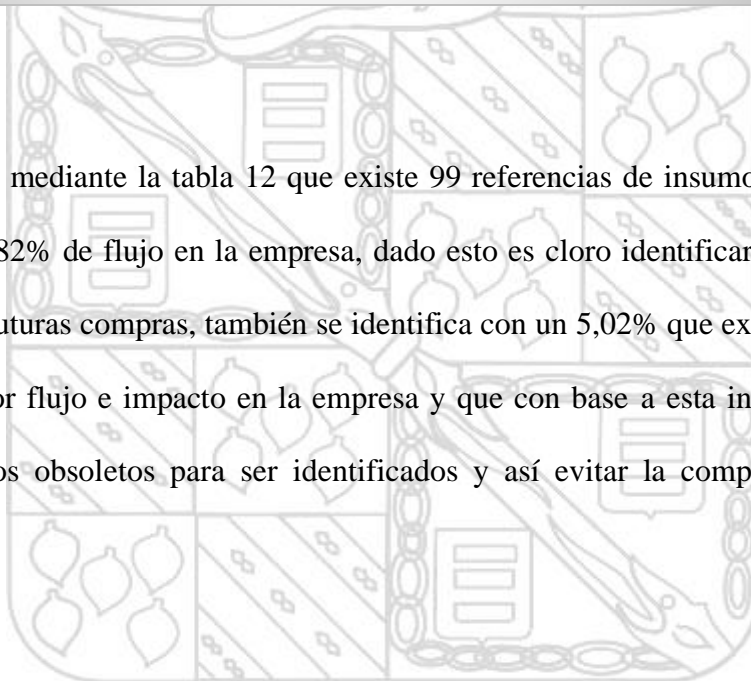 mediante la tabla 12 que existe 99 referencias de insumo
82% de flujo en la empresa, dado esto es cloro identificar
uturas compras, también se identifica con un 5,02% que ex
or flujo e impacto en la empresa y que con base a esta in
os obsoletos para ser identificados y así evitar la comp